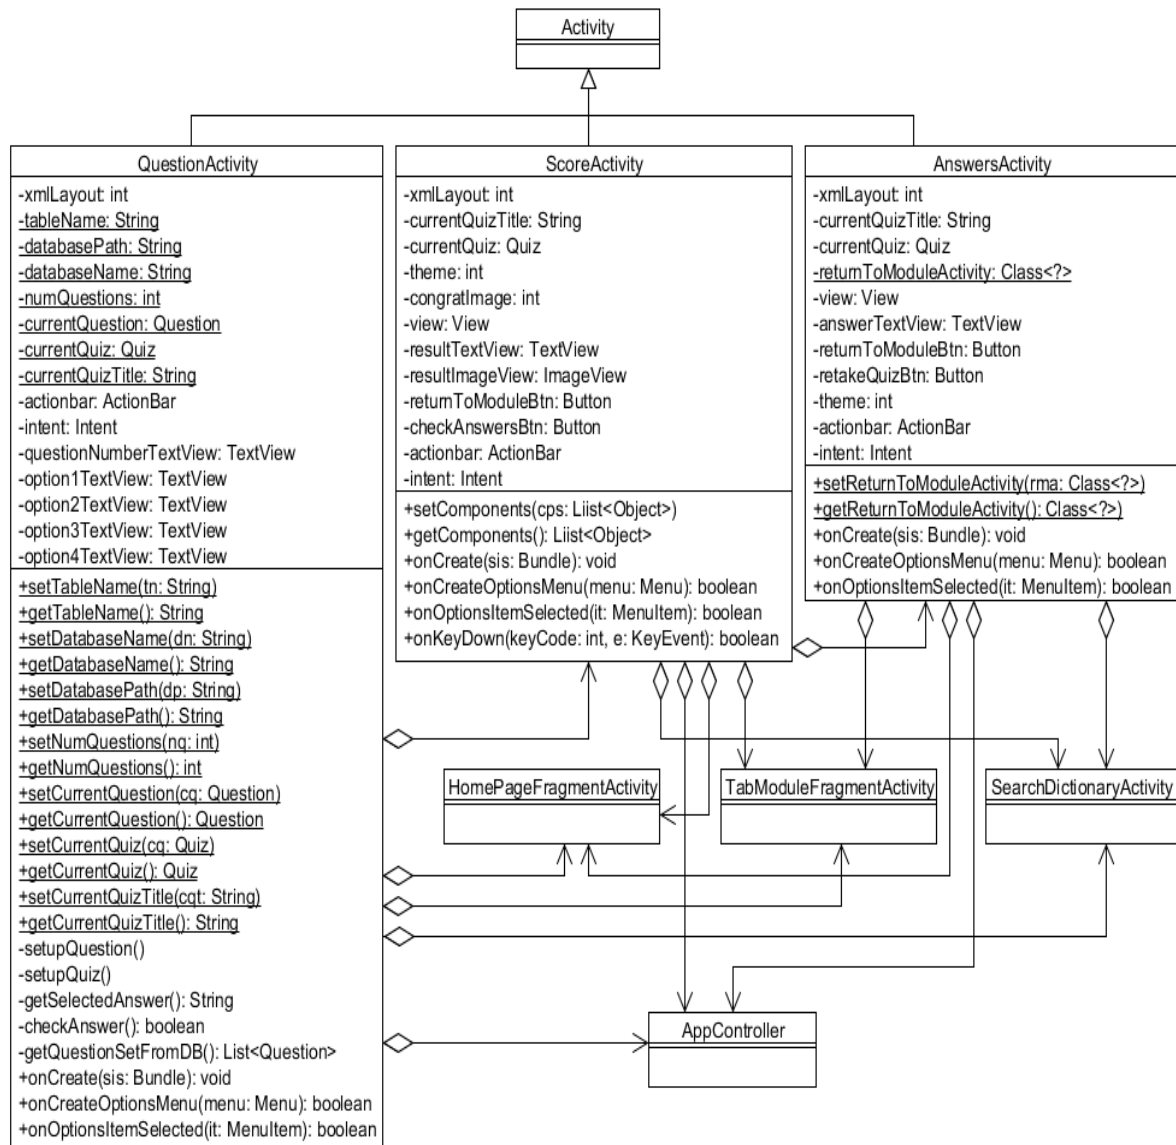 Activity
QuestionActivity
-xmlLayout: int
-tableName: String
-databasePath: String
-databaseName: String
-numQuestions: int
-currentQuestion: Question
-currentQuiz: Quiz
-currentQuizTitle: String
-actionbar: ActionBar
-intent: Intent
-questionNumberTextView: TextView
-option1TextView: TextView
-option2TextView: TextView
-option3TextView: TextView
-option4TextView: TextView
+setTableName(tn: String)
+getTableName(): String
+setDatabaseName(dn: String)
+getDatabaseName(): String
+setDatabasePath(dp: String)
+getDatabasePath(): String
+setNumQuestions(nq: int)
+getNumQuestions(): int
+setCurrentQuestion(cq: Question)
+getCurrentQuestion(): Question
+setCurrentQuiz(cq: Quiz)
+getCurrentQuiz(): Quiz
+setCurrentQuizTitle(cqt: String)
+getCurrentQuizTitle(): String
-setupQuestion()
-setupQuiz()
-getSelectedAnswer(): String
-checkAnswer(): boolean
-getQuestionSetFromDB(): List<Question>
+onCreate(sis: Bundle): void
+onCreateOptionsMenu(menu: Menu): boolean
+onOptionsItemSelected(it: MenuItem): boolean
ScoreActivity
-xmlLayout: int
-currentQuizTitle: String
-currentQuiz: Quiz
-theme: int
-congratImage: int
-view: View
-resultTextView: TextView
-resultImageView: ImageView
-returnToModuleBtn: Button
-checkAnswersBtn: Button
-actionbar: ActionBar
-intent: Intent
+setComponents(cps: Liist<Object>)
+getComponents(): Liist<Object>
+onCreate(sis: Bundle): void
+onCreateOptionsMenu(menu: Menu): boolean
+onOptionsItemSelected(it: MenuItem): boolean
+onKeyDown(keyCode: int, e: KeyEvent): boolean
AnswersActivity
-xmlLayout: int
-currentQuizTitle: String
-currentQuiz: Quiz
-returnToModuleActivity: Class<?>
-view: View
-answerTextView: TextView
-returnToModuleBtn: Button
-retakeQuizBtn: Button
-theme: int
-actionbar: ActionBar
-intent: Intent
+setReturnToModuleActivity(rma: Class<?>)
+getReturnToModuleActivity(): Class<?>)
+onCreate(sis: Bundle): void
+onCreateOptionsMenu(menu: Menu): boolean
+onOptionsItemSelected(it: MenuItem): boolean
HomePageFragmentActivity
TabModuleFragmentActivity
SearchDictionaryActivity
AppController